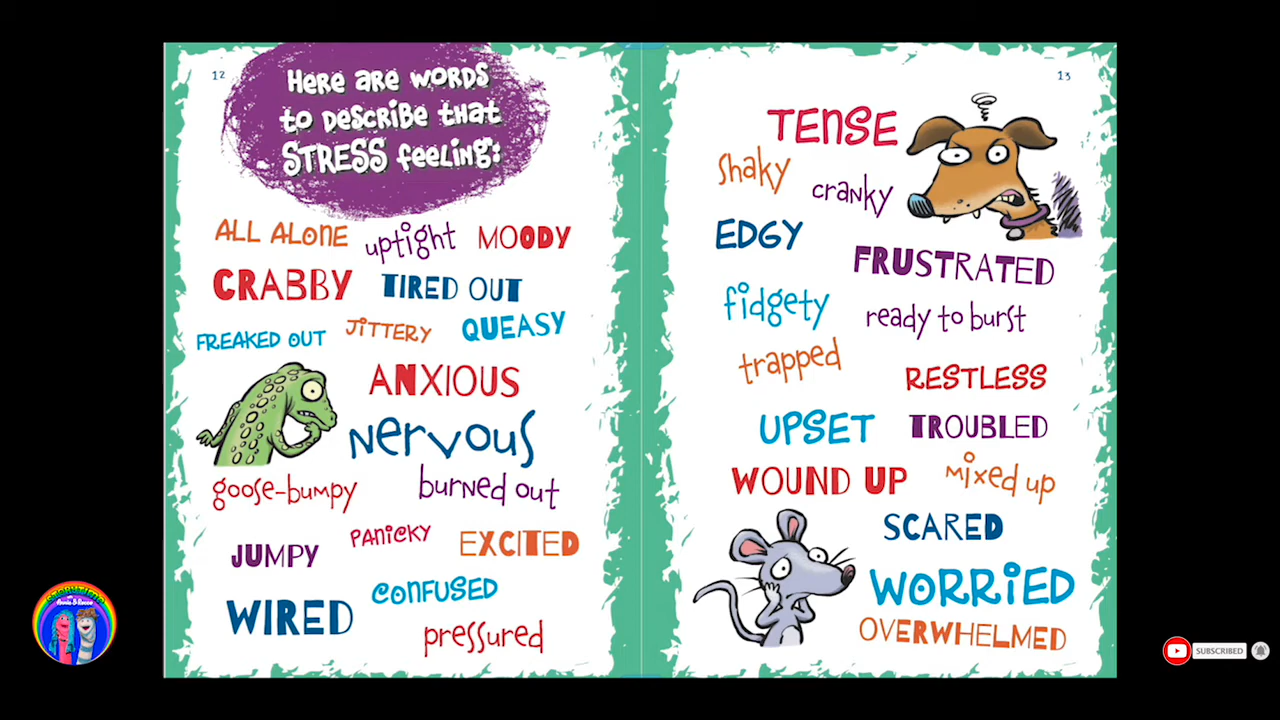 12
Here are words
to describe that
STRESS feeling:
ALL ALONE uptight MOODY
CRABBY TIRED OUT
FREAKED OUT JITTERY QUEASY
ANXIOUS
Nervous
goose-bumpy burned out
JUMPY PANICKY EXCITED
CONFUSED
WIRED
pressured
13
TENSE
shaky
cranky
EDGY
FRUSTRATED
fidgety
ready to burst
trapped
RESTLESS
UPSET TROUBLED
WOUND UP mixed up
SCARED
WORRIED
OVERWHELMED
SUBSCRIBED